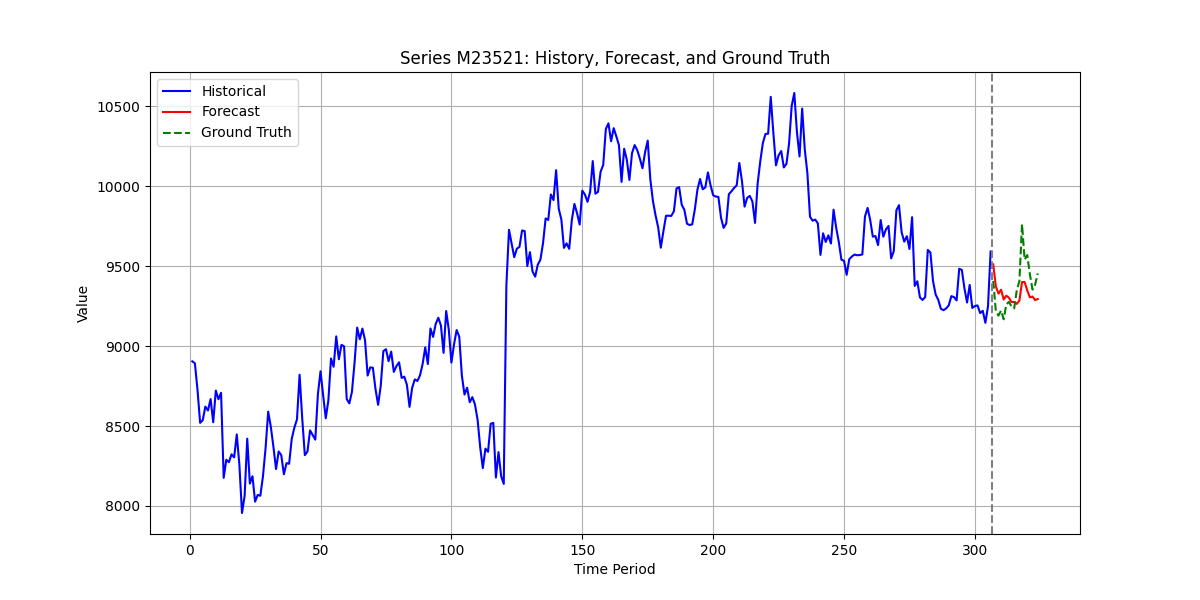 Series M23521: History, Forecast, and Ground Truth
Historical
Forecast
Ground Truth
10500
10000
9500
9000
8500
8000
Value
0 50 100 150 200 250 300
Time Period